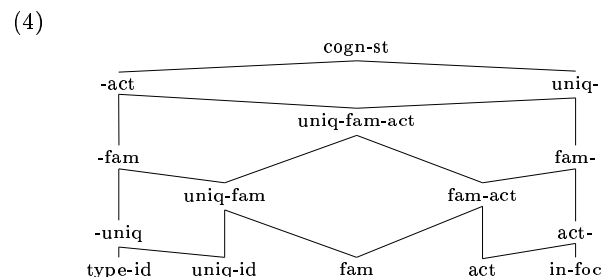 (4)
cogn-st
-act uniq-
uniq-fam-act
-fam fam-
uniq-fam fam-act
-uniq act-
type-id uniq-id fam act in-foc